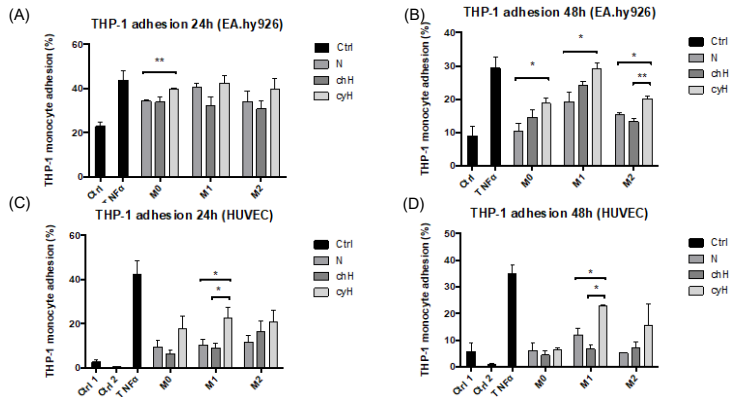 (A)
THP-1 adhesion 24h (EA.hy926)
THP-1 monocyte adhesion (%)
60
40
20
0
**
Ctrl
TNFα
M0
M1
M2
Ctrl
N
chH
cyH
(B)
THP-1 adhesion 48h (EA.hy926)
THP-1 monocyte adhesion (%)
40
30
20
10
0
*
*
*
**
Ctrl
TNFα
M0
M1
M2
Ctrl
N
chH
cyH
(C)
THP-1 adhesion 24h (HUVEC)
THP-1 monocyte adhesion (%)
60
40
20
0
*
*
Ctrl 1
Ctrl 2
TNFα
M0
M1
M2
Ctrl
N
chH
cyH
(D)
THP-1 adhesion 48h (HUVEC)
THP-1 monocyte adhesion (%)
50
40
30
20
10
0
*
*
Ctrl 1
Ctrl 2
TNFα
M0
M1
M2
Ctrl
N
chH
cyH